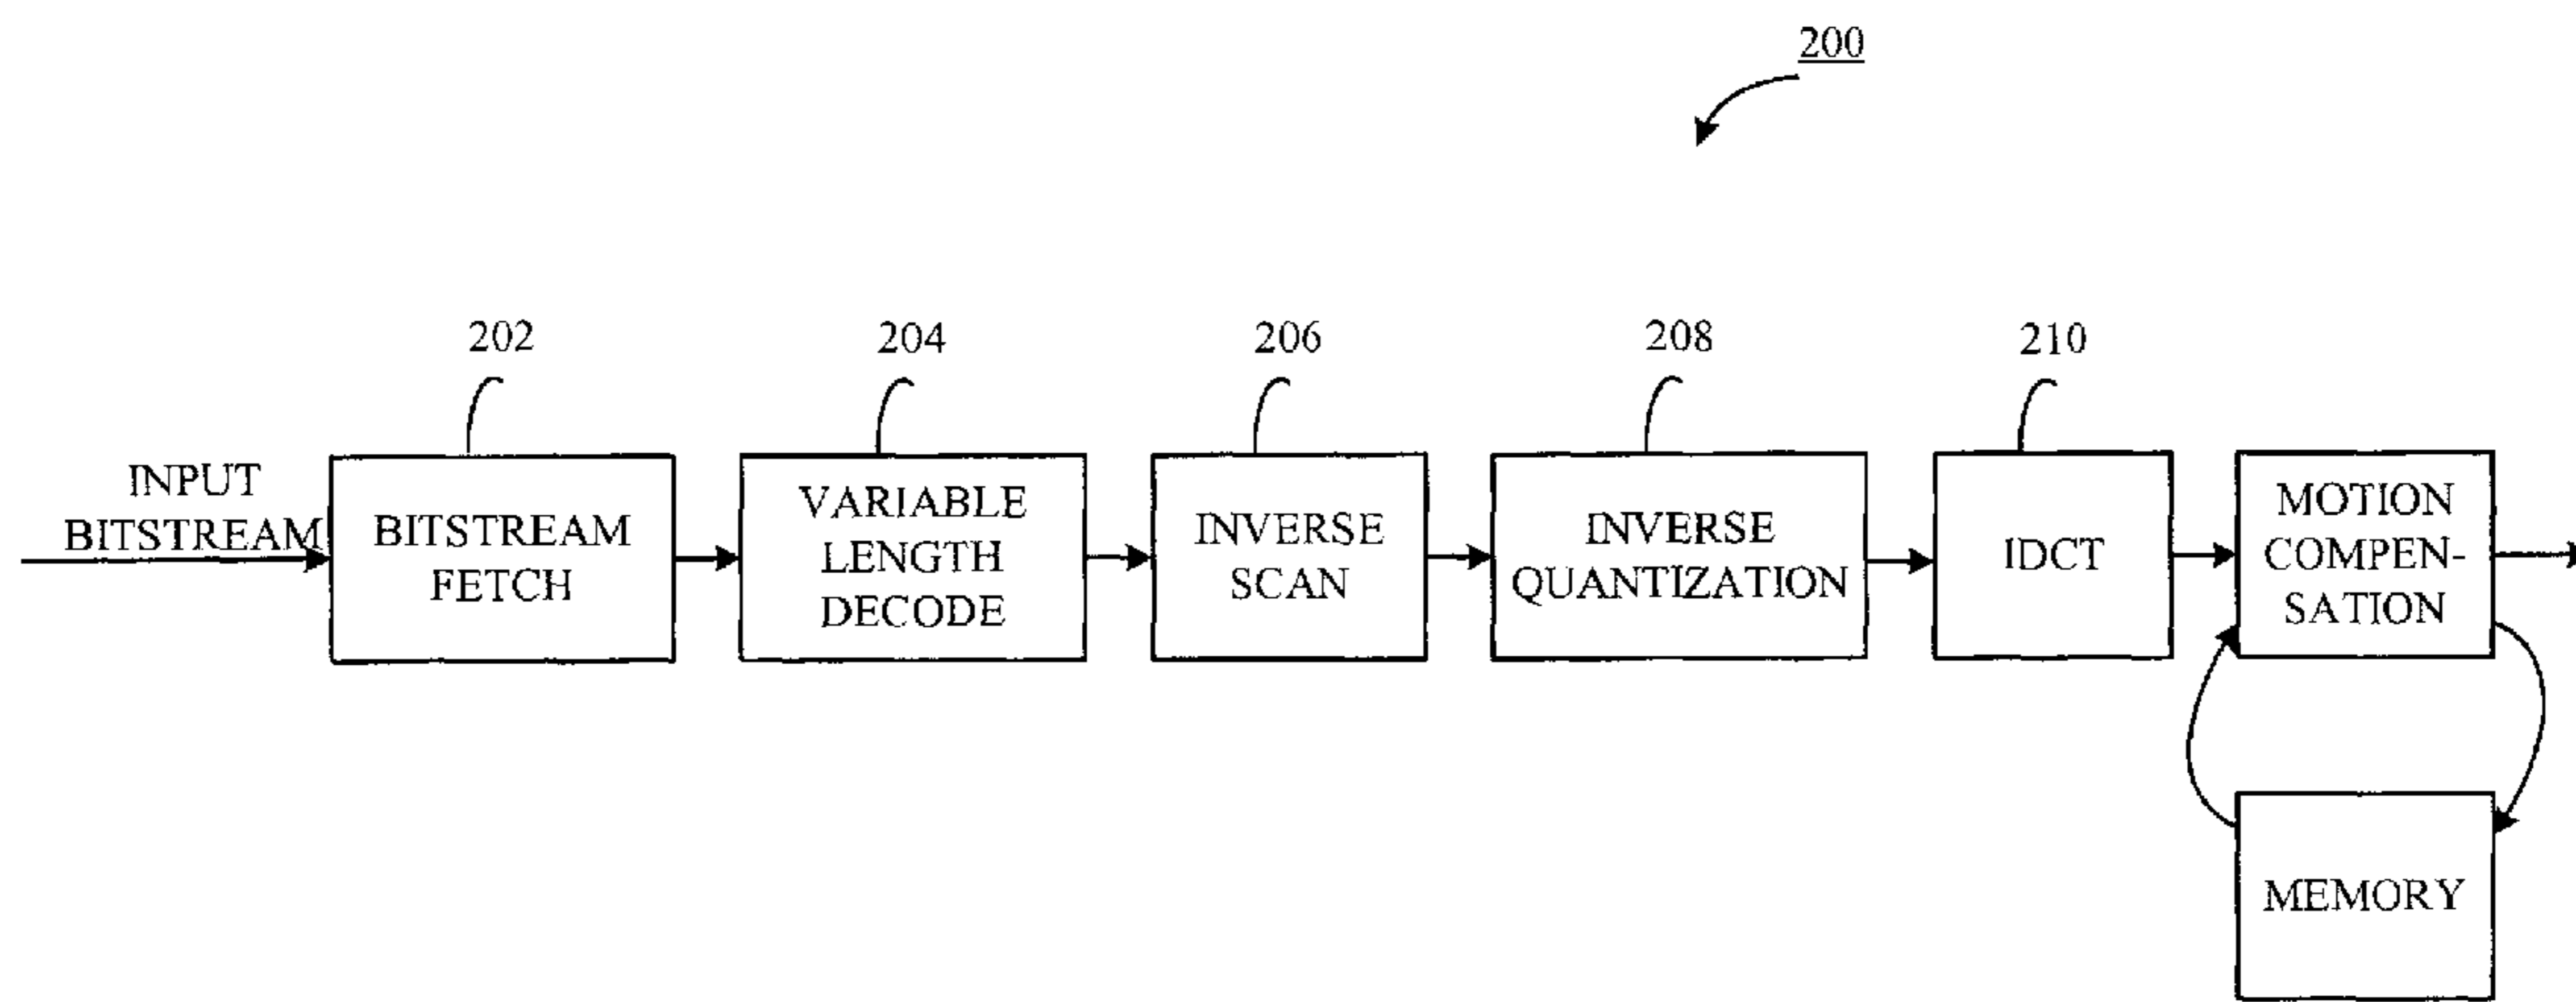 200
202
204
206
208
210
INPUT
BITSTREAM
BITSTREAM
FETCH
VARIABLE
LENGTH
DECODE
INVERSE
SCAN
INVERSE
QUANTIZATION
IDCT
MOTION
COMPEN-
SATION
MEMORY